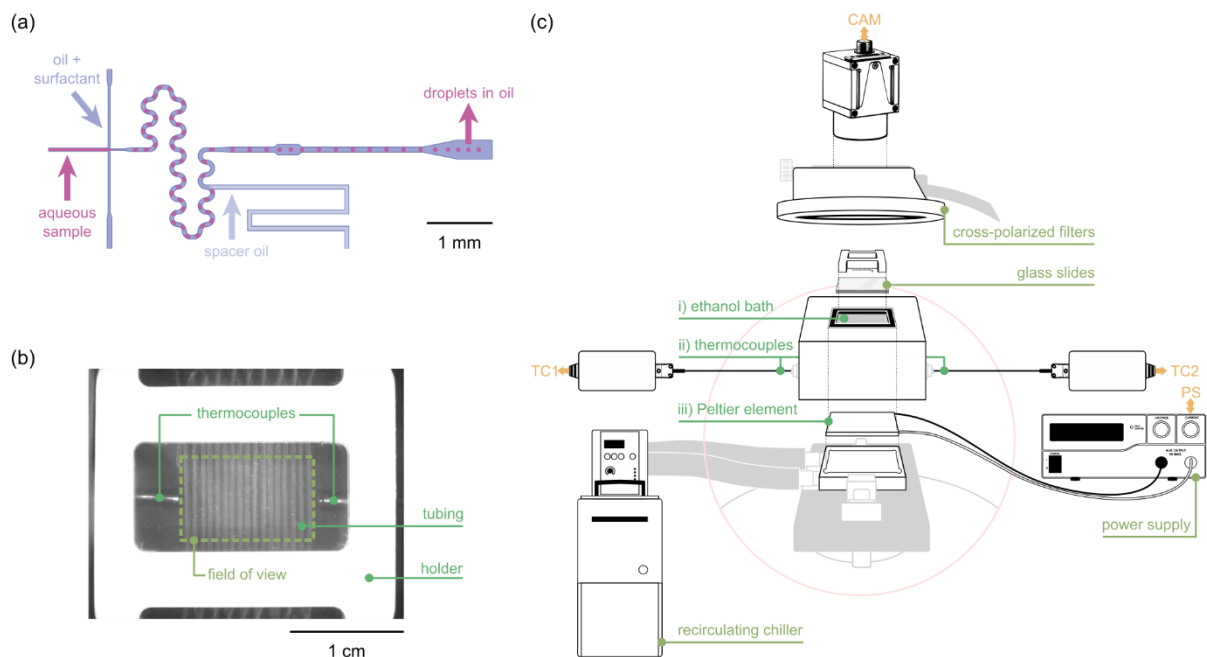 (a)
oil +
surfactant
droplets in oil
aqueous
sample
spacer oil
1 mm
(b)
thermocouples
tubing
field of view
holder
1 cm
(c)
CAM
cross-polarized filters
glass slides
i) ethanol bath
ii) thermocouples
TC1
TC2
iii) Peltier element
PS
VOLTAGE
CURRENT
power supply
recirculating chiller